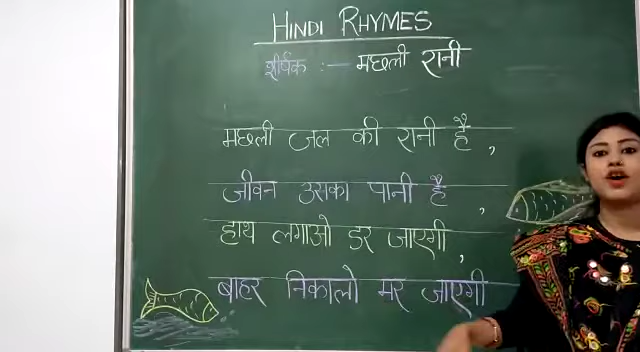 HINDI RHYMES
शीर्षक :— मछली रानी
मछली जल की रानी है,
जीवन उसका पानी है,
हाथ लगाओ डर जाएगी,
बाहर निकालो मर जाएगी